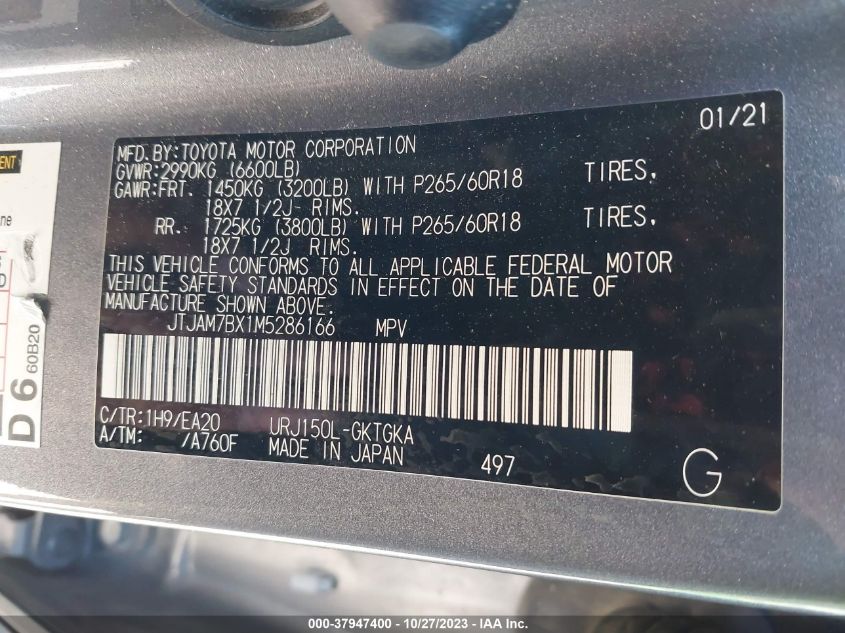 01/21
MFD.BY:TOYOTA MOTOR CORPORATION
GVWR:2990KG (6600LB)
GAWR:FRT. 1450KG (3200LB) WITH P265/60R18 TIRES,
18X7 1/2J- RIMS.
RR. 1725KG (3800LB) WITH P265/60R18 TIRES,
18X7 1/2J RIMS.
THIS VEHICLE CONFORMS TO ALL APPLICABLE FEDERAL MOTOR
VEHICLE SAFETY STANDARDS IN EFFECT ON THE DATE OF
MANUFACTURE SHOWN ABOVE.
JTJAM7BX1M5286166 MPV
C/TR:1H9/EA20 URJ150L-GKTGKA
A/TM: /A760F MADE IN JAPAN 497
G
D 6 60B20
000-37947400 - 10/27/2023 - IAA Inc.